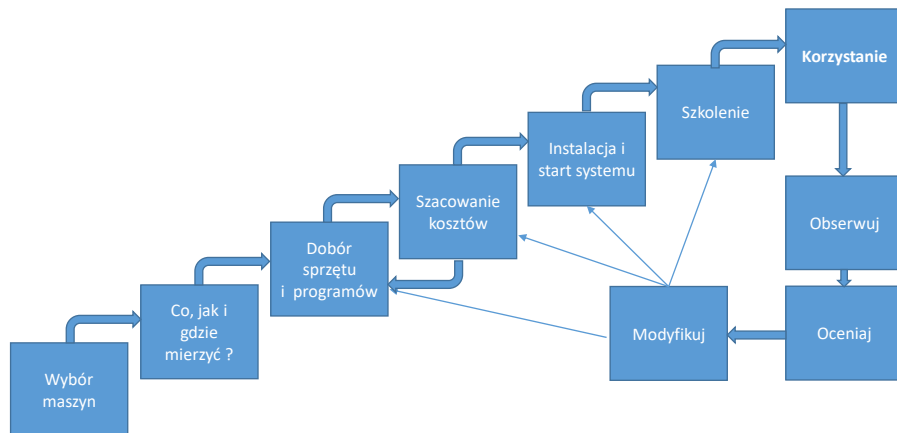 Wybór
maszyn
Co, jak i
gdzie
mierzyć ?
Dobór
sprzętu
i  programów
Szacowanie
kosztów
Instalacja i
start systemu
Szkolenie
Korzystanie
Obserwuj
Oceniaj
Modyfikuj